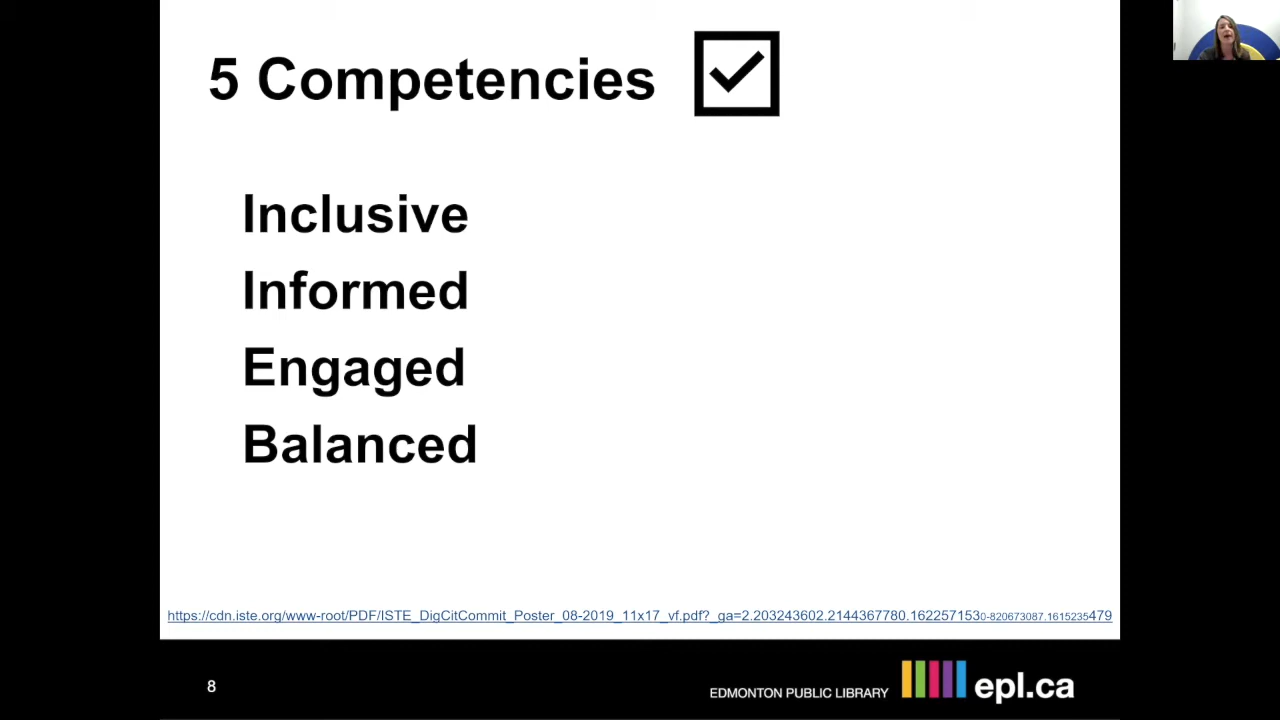 5 Competencies
Inclusive
Informed
Engaged
Balanced
https://cdn.iste.org/www-root/PDF/ISTE_DigCitCommit_Poster_08-2019_11x17_vf.pdf?_ga=2.203243602.2144367780.1622571530-820673087.1615235479
8
EDMONTON PUBLIC LIBRARY epl.ca